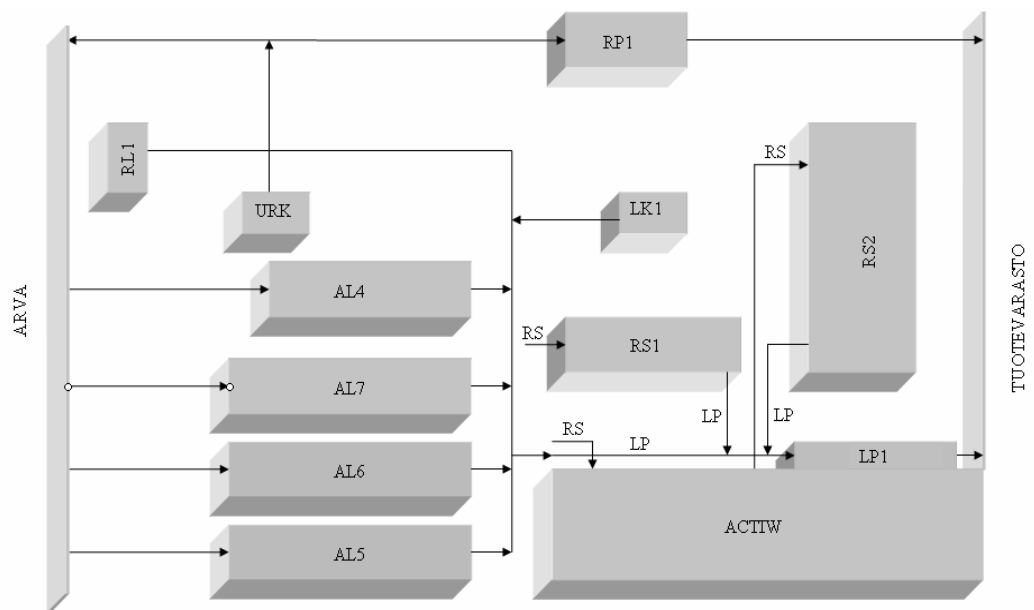 RP1
RL1
RS
URK
LK1
RS2
AL4
ARVA
TUOTEVARASTO
RS
RS1
AL7
LP
LP
RS
LP
LP1
AL6
ACTIW
AL5